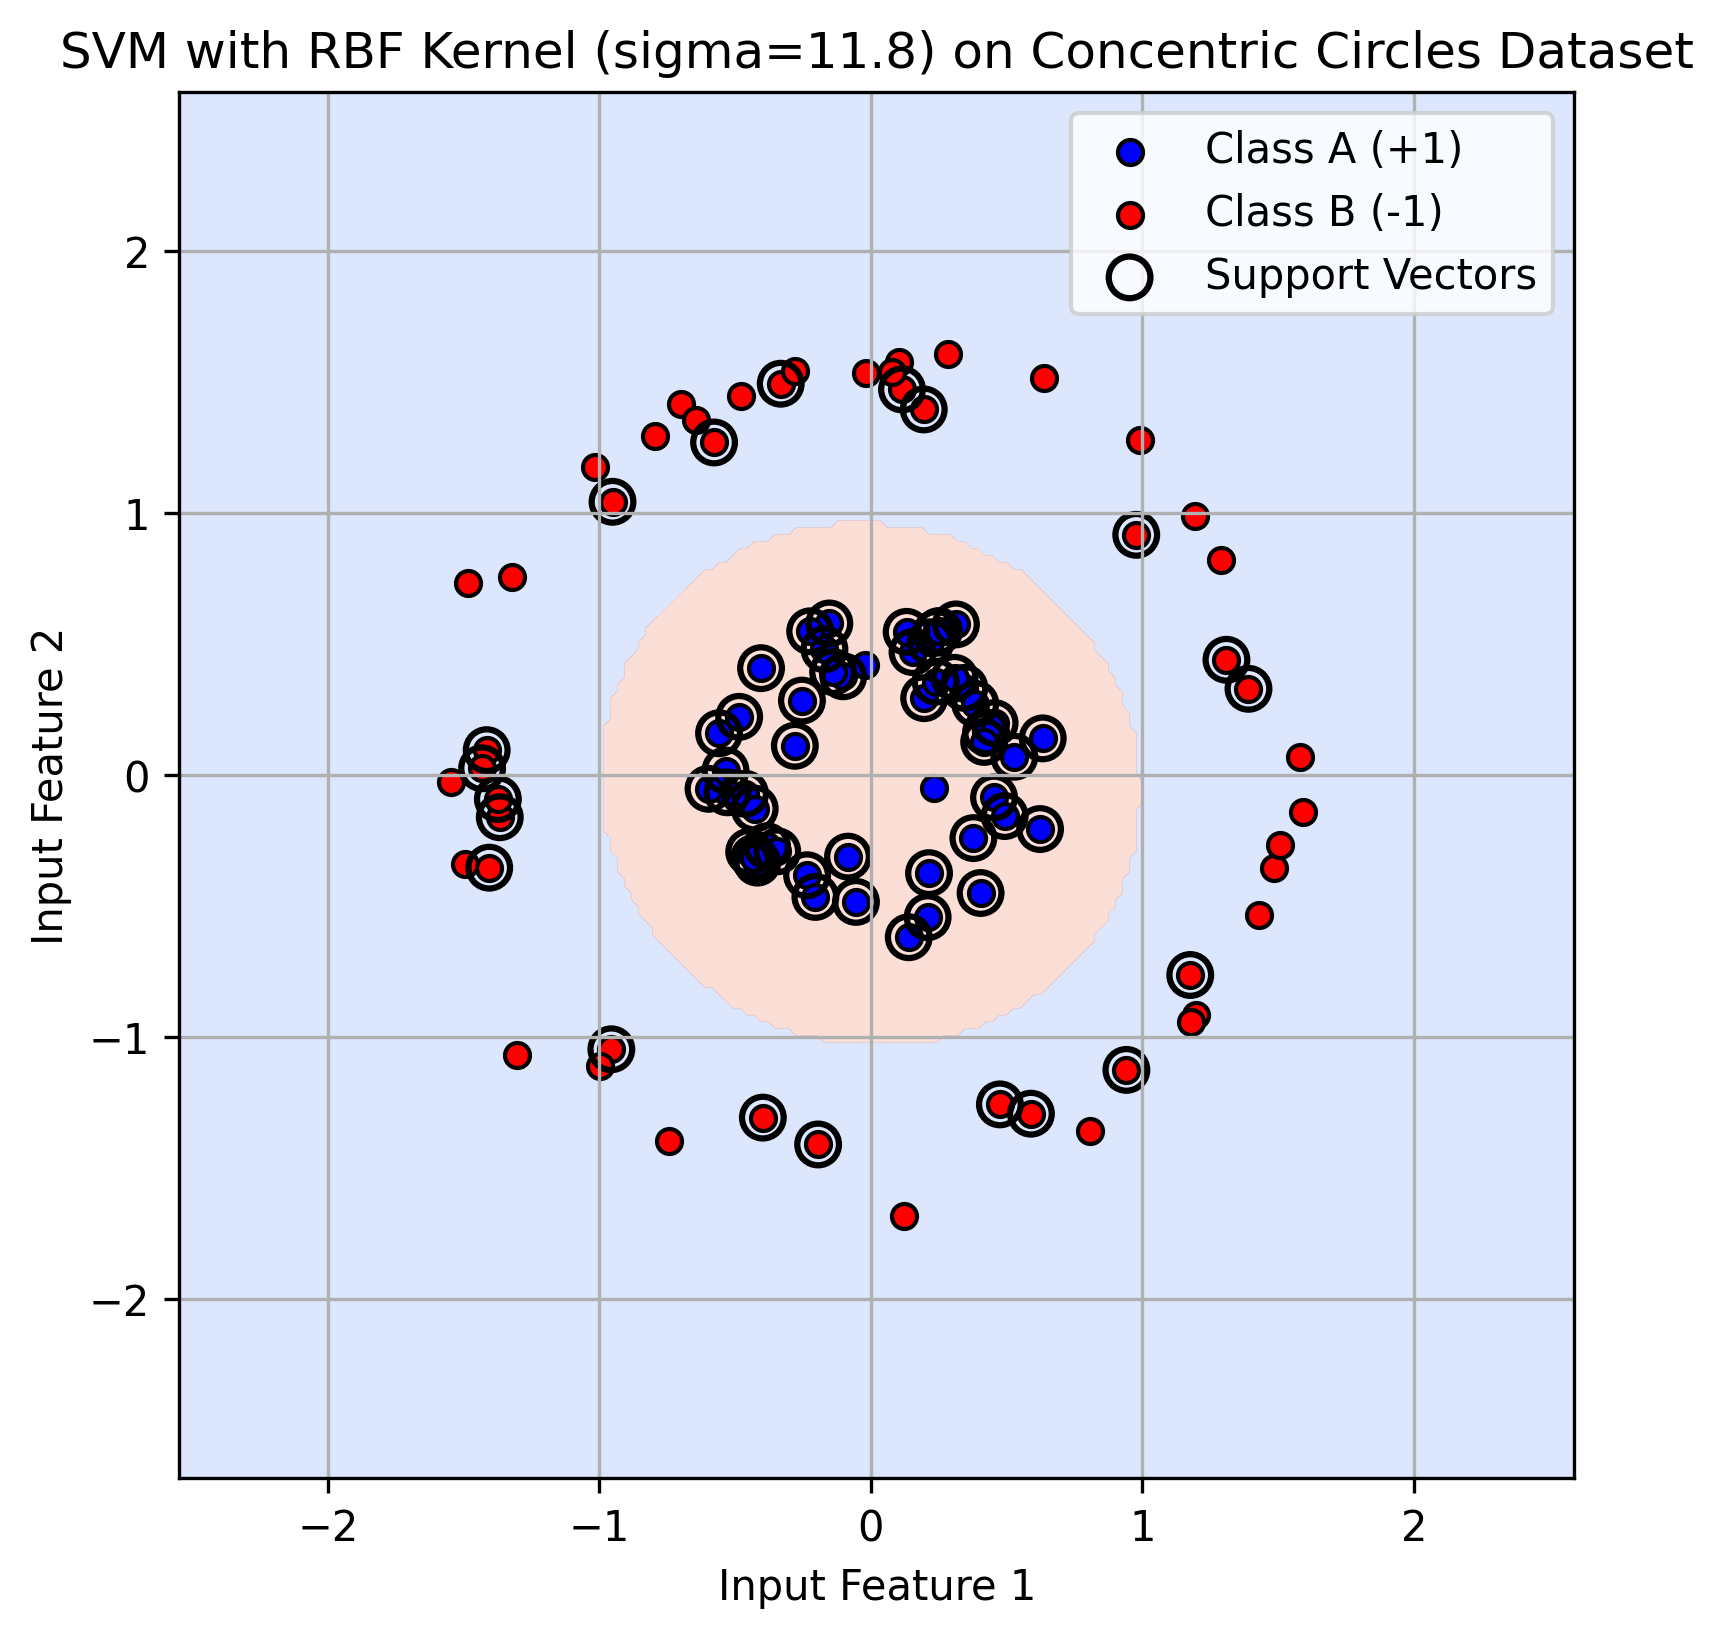 SVM with RBF Kernel (sigma=11.8) on Concentric Circles Dataset
Class A (+1)
Class B (-1)
Support Vectors
2
1
0
−1
−2
Input Feature 2
−2
−1
0
1
2
Input Feature 1